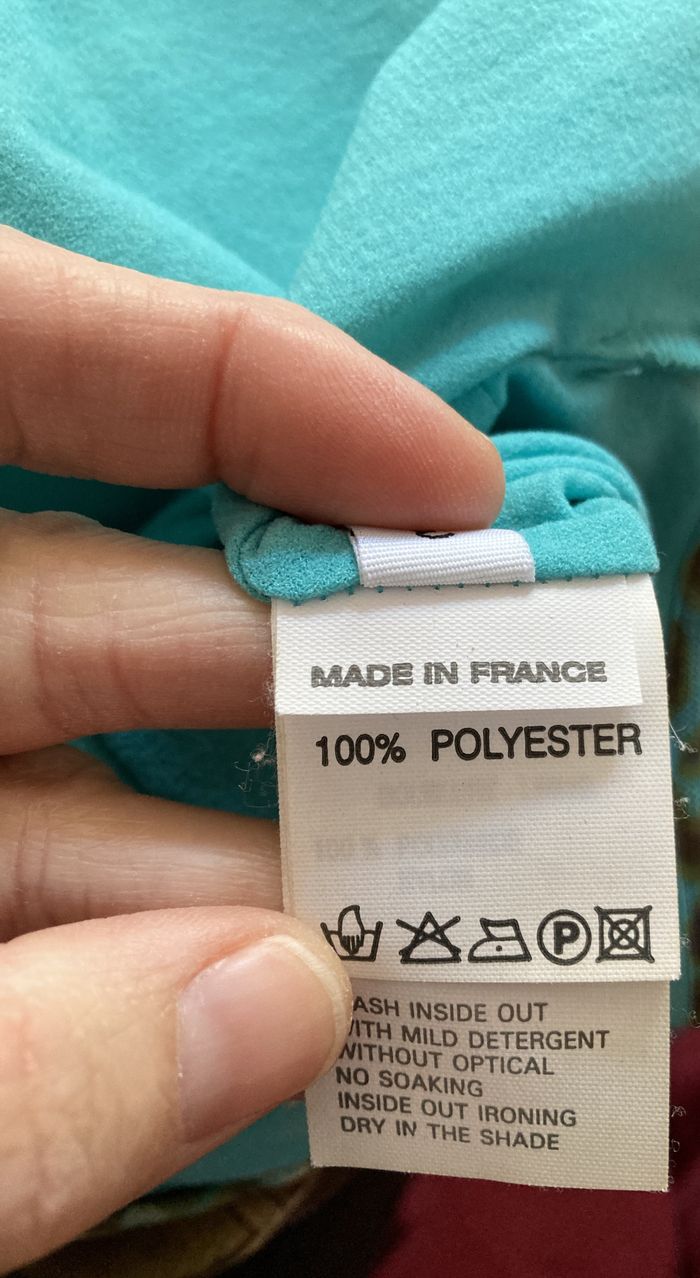 MADE IN FRANCE
100% POLYESTER
P
ASH INSIDE OUT
WITH MILD DETERGENT
WITHOUT OPTICAL
NO SOAKING
INSIDE OUT IRONING
DRY IN THE SHADE